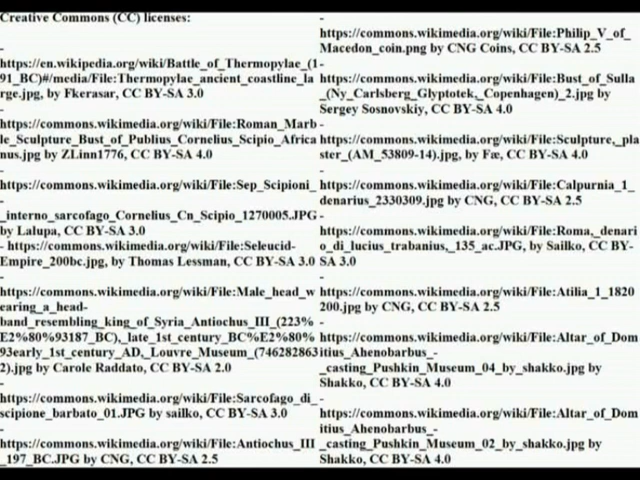 Creative Commons (CC) licenses:
-
https://en.wikipedia.org/wiki/Battle_of_Thermopylae_(1
91_BC)#/media/File:Thermopylae_ancient_coastline_la
rge.jpg, by Fkerasar, CC BY-SA 3.0
-
https://commons.wikimedia.org/wiki/File:Roman_Marb
le_Sculpture_Bust_of_Publius_Cornelius_Scipio_Africa
nus.jpg by ZLinn1776, CC BY-SA 4.0
-
https://commons.wikimedia.org/wiki/File:Sep_Scipioni_
-
_interno_sarcofago_Cornelius_Cn_Scipio_1270005.JPG
by Lalupa, CC BY-SA 3.0
- https://commons.wikimedia.org/wiki/File:Seleucid-
Empire_200bc.jpg, by Thomas Lessman, CC BY-SA 3.0
-
https://commons.wikimedia.org/wiki/File:Male_head_w
earing_a_head-
band_resembling_king_of_Syria_Antiochus_III_(223%
E2%80%93187_BC),_late_1st_century_BC%E2%80%
93early_1st_century_AD,_Louvre_Museum_(746282863
2).jpg by Carole Raddato, CC BY-SA 2.0
-
https://commons.wikimedia.org/wiki/File:Sarcofago_di_
scipione_barbato_01.JPG by sailko, CC BY-SA 3.0
-
https://commons.wikimedia.org/wiki/File:Antiochus_III
_197_BC.JPG by CNG, CC BY-SA 2.5
-
https://commons.wikimedia.org/wiki/File:Philip_V_of_
Macedon_coin.png by CNG Coins, CC BY-SA 2.5
-
https://commons.wikimedia.org/wiki/File:Bust_of_Sulla
_(Ny_Carlsberg_Glyptotek,_Copenhagen)_2.jpg by
Sergey Sosnovskiy, CC BY-SA 4.0
-
https://commons.wikimedia.org/wiki/File:Sculpture,_pla
ster_(AM_53809-14).jpg, by Fæ, CC BY-SA 4.0
-
https://commons.wikimedia.org/wiki/File:Calpurnia_1_
denarius_2330309.jpg by CNG, CC BY-SA 2.5
-
https://commons.wikimedia.org/wiki/File:Roma,_denari
o_di_lucius_trabanius,_135_ac.JPG, by Sailko, CC BY-
SA 3.0
-
https://commons.wikimedia.org/wiki/File:Atilia_1_1820
200.jpg by CNG, CC BY-SA 2.5
-
https://commons.wikimedia.org/wiki/File:Altar_of_Dom
itius_Ahenobarbus_-
_casting_Pushkin_Museum_04_by_shakko.jpg by
Shakko, CC BY-SA 4.0
-
https://commons.wikimedia.org/wiki/File:Altar_of_Dom
itius_Ahenobarbus_-
_casting_Pushkin_Museum_02_by_shakko.jpg by
Shakko, CC BY-SA 4.0